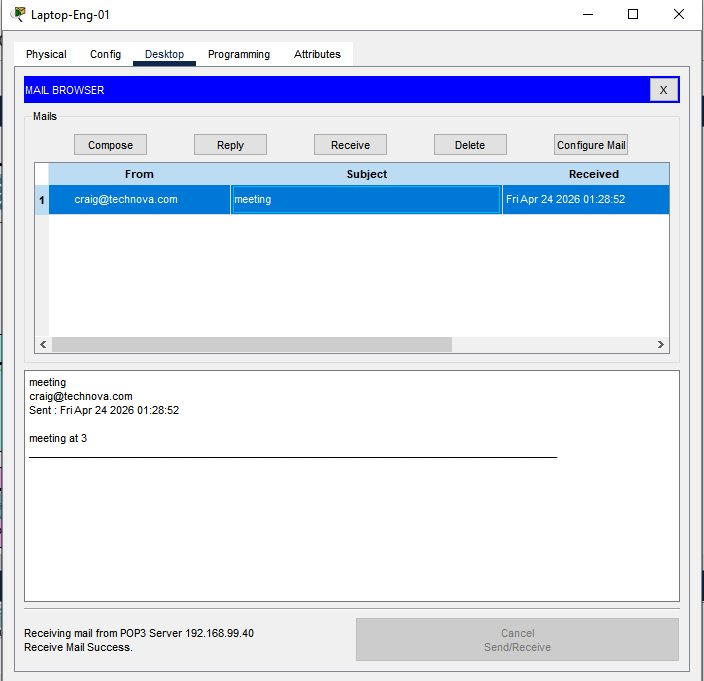 Laptop-Eng-01
Physical Config Desktop Programming Attributes
MAIL BROWSER X
Mails
Compose Reply Receive Delete Configure Mail
From Subject Received
1 craig@technova.com meeting Fri Apr 24 2026 01:28:52
meeting
craig@technova.com
Sent : Fri Apr 24 2026 01:28:52
meeting at 3
Receiving mail from POP3 Server 192.168.99.40
Receive Mail Success.
Cancel
Send/Receive